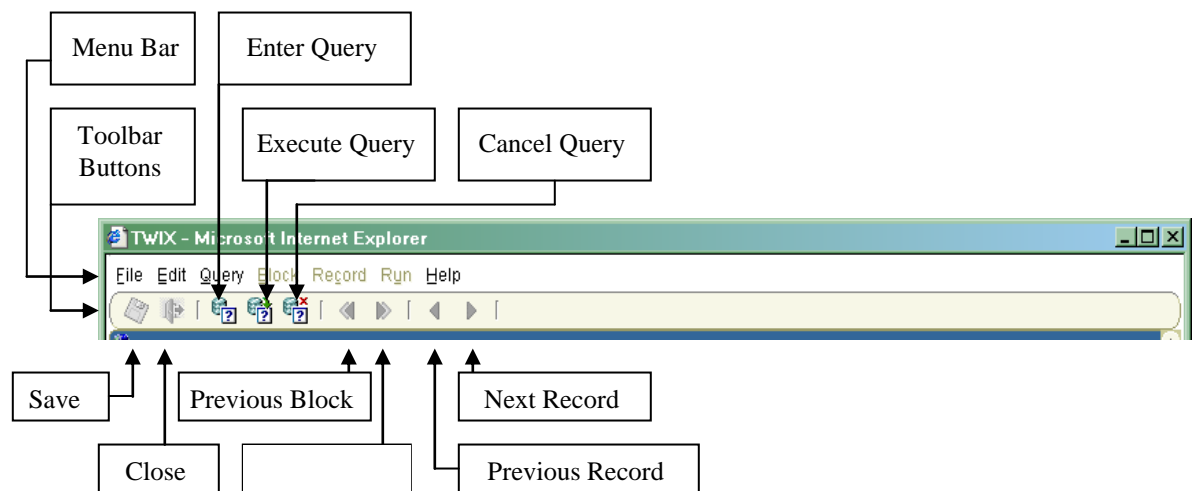 Menu Bar
Enter Query
Toolbar
Buttons
Execute Query
Cancel Query
TWIX - Microsoft Internet Explorer
File Edit Query Block Record Run Help
Save
Previous Block
Next Record
Close
Previous Record